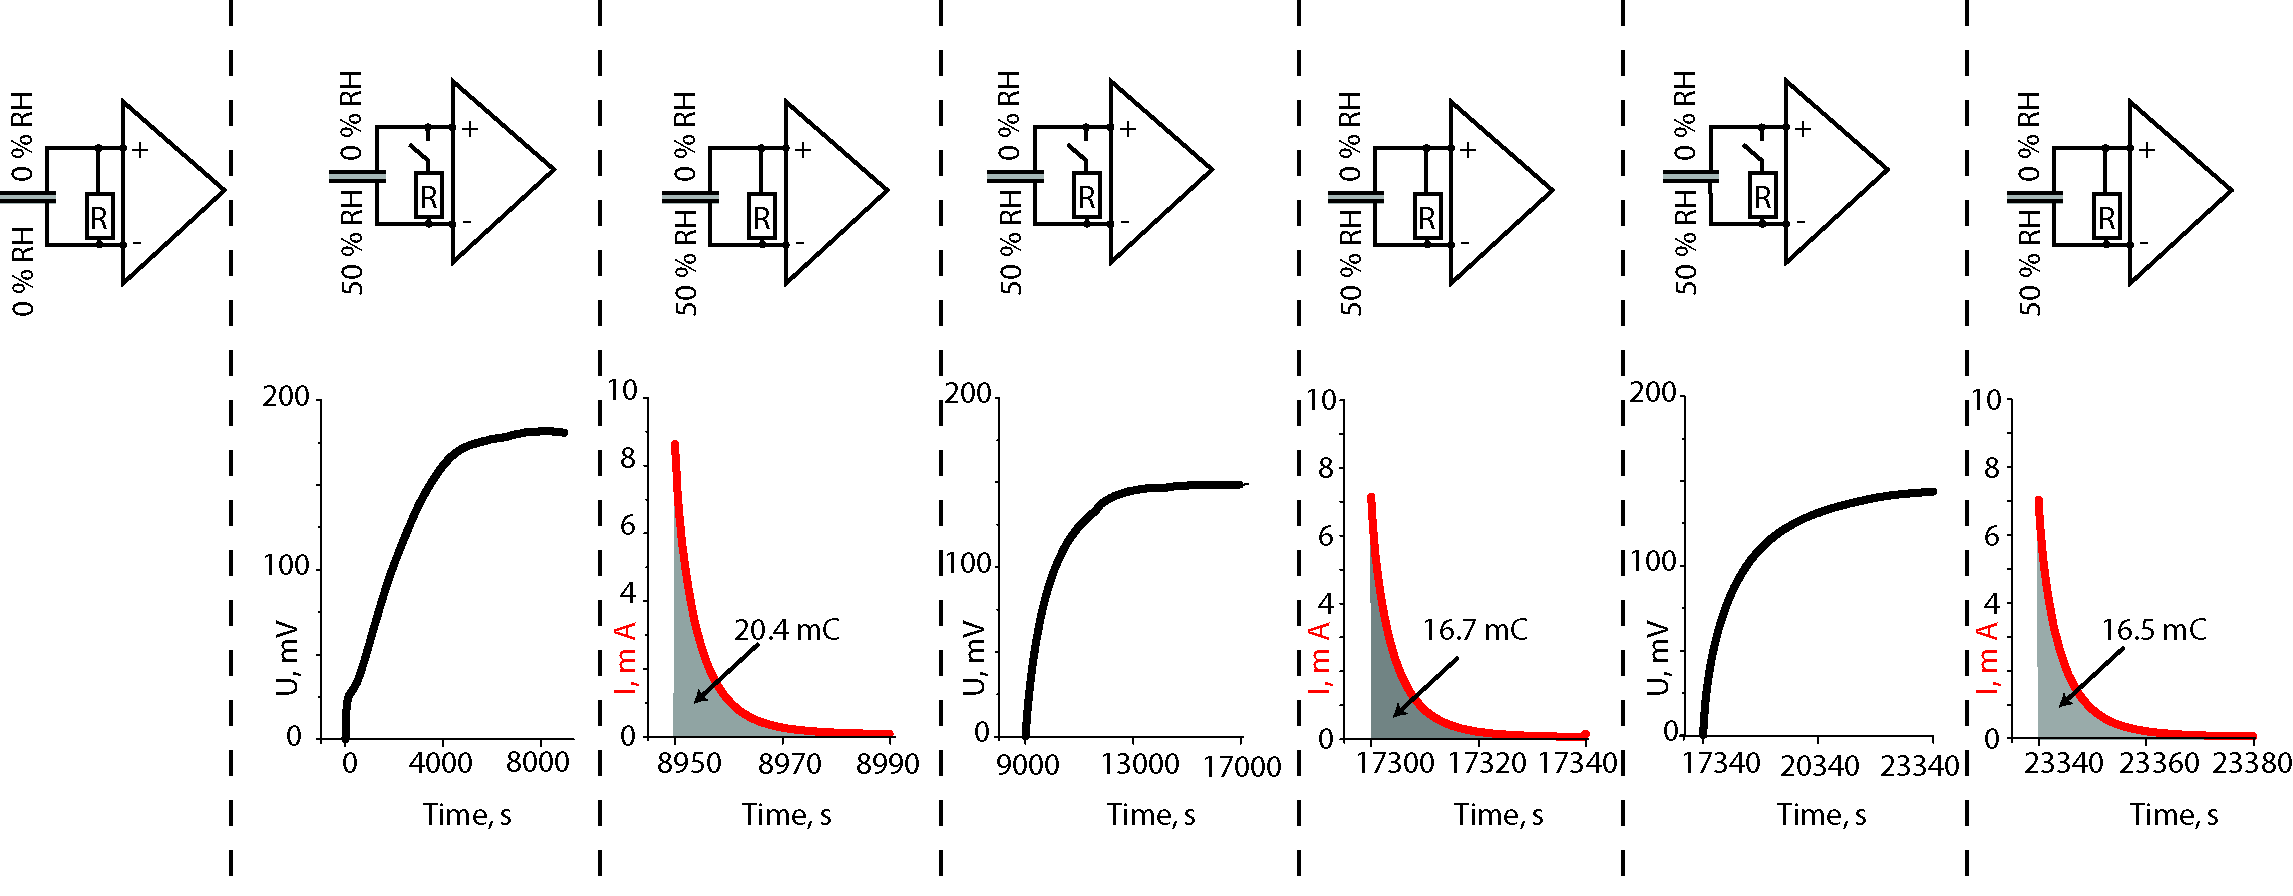 0 % RH
0 % RH
+
-
R
0 % RH
50 % RH
+
-
R
0 % RH
50 % RH
+
-
R
0 % RH
50 % RH
+
-
R
0 % RH
50 % RH
+
-
R
0 % RH
50 % RH
+
-
R
0 % RH
50 % RH
+
-
R
200
100
0
U, mV
0 4000 8000
Time, s
10
8
6
4
2
0
I, m A
20.4 mC
8950 8970 8990
Time, s
200
100
0
U, mV
9000 13000 17000
Time, s
10
8
6
4
2
0
I, m A
16.7 mC
17300 17320 17340
Time, s
200
100
0
U, mV
17340 20340 23340
Time, s
10
8
6
4
2
0
I, m A
16.5 mC
23340 23360 23380
Time, s